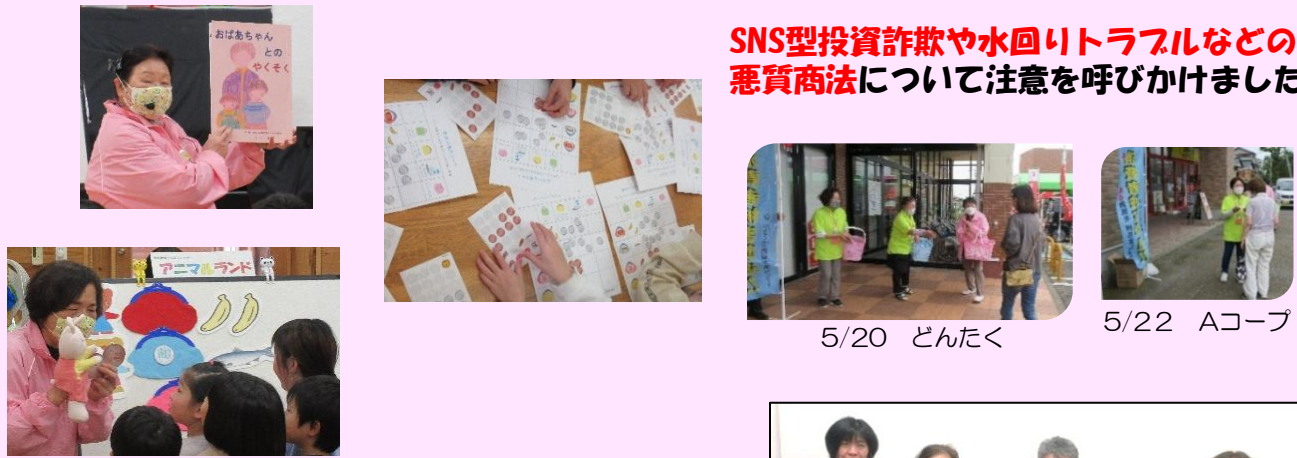 おばあちゃん
との
やくそく
アニマルランド
SNS型投資詐欺や水回りトラブルなどの
悪質商法について注意を呼びかけました
5/20 どんたく
5/22 Aコープ